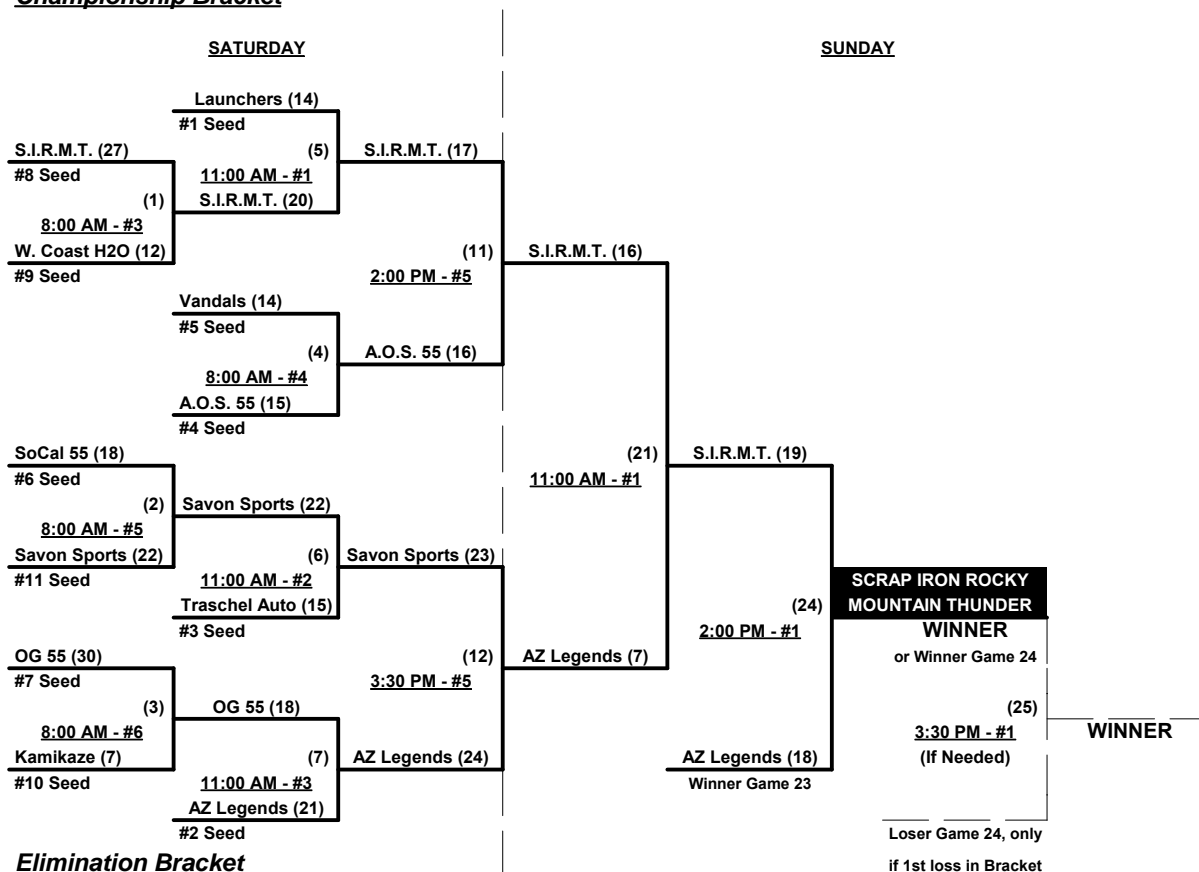 Championship Bracket
SATURDAY
SUNDAY
Launchers (14)
#1 Seed
S.I.R.M.T. (27)
(5)
S.I.R.M.T. (17)
#8 Seed
11:00 AM - #1
(1)
S.I.R.M.T. (20)
8:00 AM - #3
W. Coast H2O (12)
(11)
S.I.R.M.T. (16)
#9 Seed
2:00 PM - #5
Vandals (14)
#5 Seed
(4)
A.O.S. 55 (16)
8:00 AM - #4
A.O.S. 55 (15)
#4 Seed
SoCal 55 (18)
(21)
S.I.R.M.T. (19)
#6 Seed
11:00 AM - #1
(2)
Savon Sports (22)
8:00 AM - #5
Savon Sports (22)
(6)
Savon Sports (23)
#11 Seed
11:00 AM - #2
SCRAP IRON ROCKY
Traschel Auto (15)
(24)
MOUNTAIN THUNDER
#3 Seed
2:00 PM - #1
WINNER
OG 55 (30)
(12)
AZ Legends (7)
or Winner Game 24
#7 Seed
3:30 PM - #5
(3)
OG 55 (18)
(25)
8:00 AM - #6
3:30 PM - #1
WINNER
Kamikaze (7)
(7)
AZ Legends (24)
AZ Legends (18)
(If Needed)
#10 Seed
11:00 AM - #3
Winner Game 23
AZ Legends (21)
#2 Seed
Loser Game 24, only
Elimination Bracket
if 1st loss in Bracket